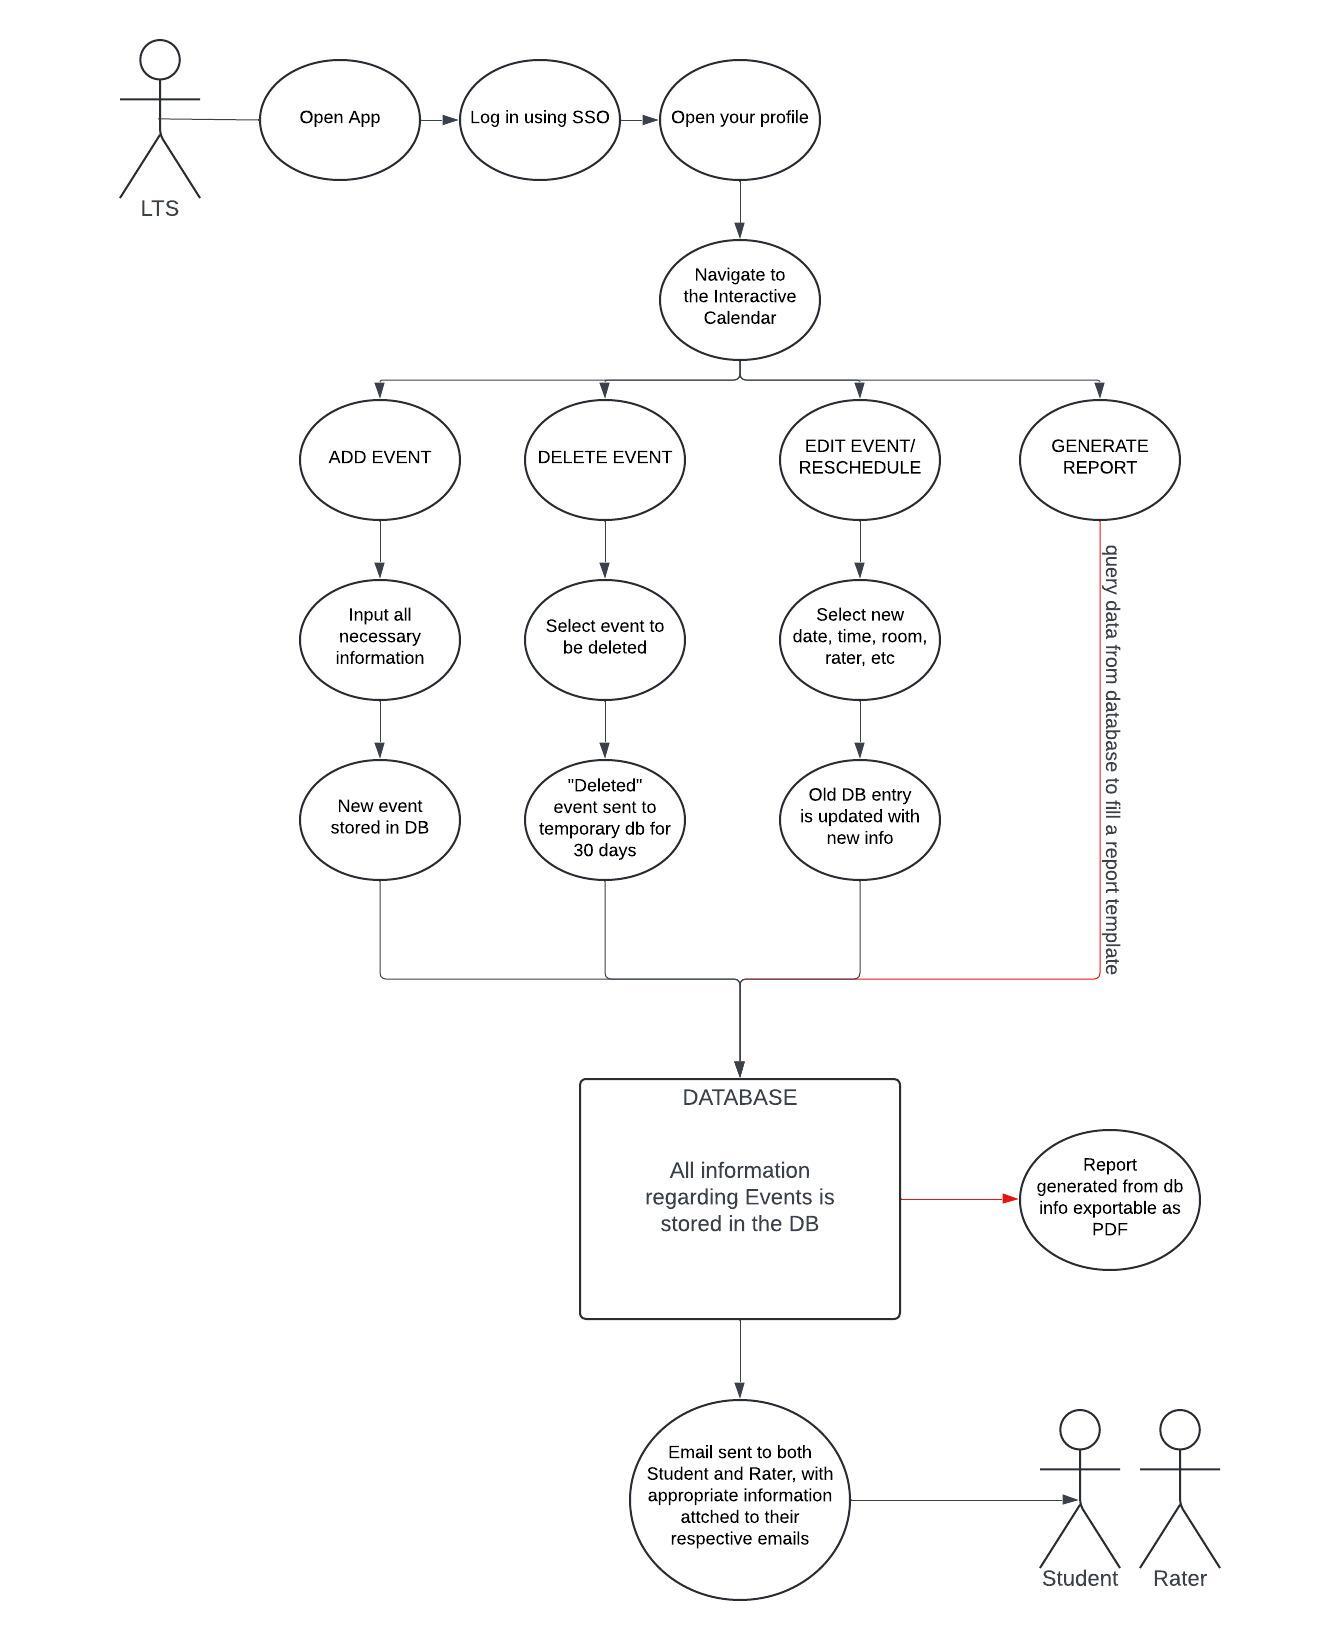 LTS
Open App
Log in using SSO
Open your profile
Navigate to
the Interactive
Calendar
ADD EVENT
DELETE EVENT
EDIT EVENT/
RESCHEDULE
GENERATE
REPORT
query data from database to fill a report template
Input all
necessary
information
Select event to
be deleted
Select new
date, time, room,
rater, etc
New event
stored in DB
"Deleted"
event sent to
temporary db for
30 days
Old DB entry
is updated with
new info
DATABASE
All information
regarding Events is
stored in the DB
Report
generated from db
info exportable as
PDF
Email sent to both
Student and Rater, with
appropriate information
attched to their
respective emails
Student
Rater